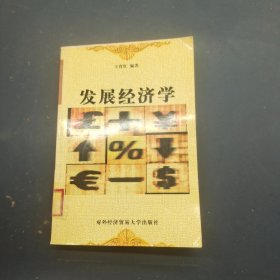 编著
发展经济学
£ + ¥
↑ % ↓
€ — $
对外经济贸易大学出版社